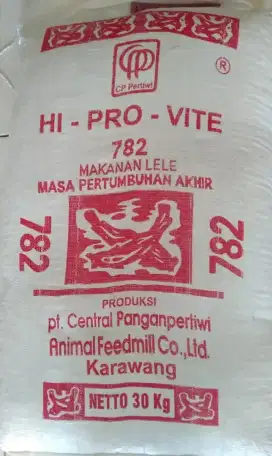 CP Pertiwi
®
HI - PRO - VITE
782
MAKANAN LELE
MASA PERTUMBUHAN AKHIR
782
782
PRODUKSI
pt. Central Panganpertiwi
Animal Feedmill Co.,Ltd.
Karawang
NETTO 30 Kg